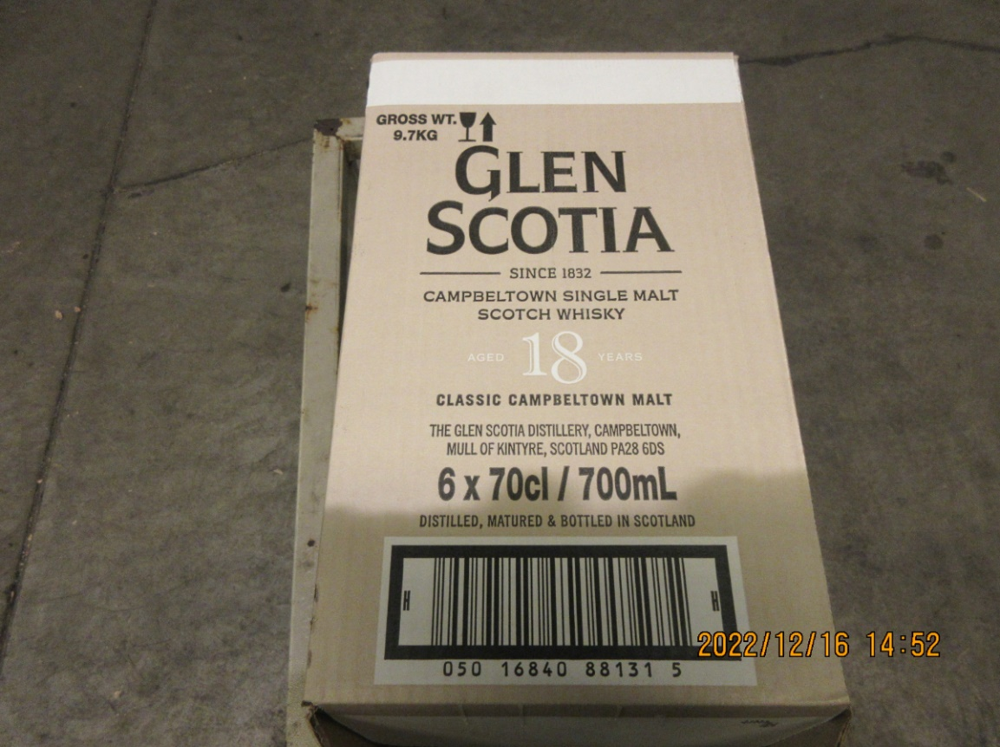 GROSS WT.
9.7KG
GLEN
SCOTIA
SINCE 1832
CAMPBELTOWN SINGLE MALT
SCOTCH WHISKY
AGED 18 YEARS
CLASSIC CAMPBELTOWN MALT
THE GLEN SCOTIA DISTILLERY, CAMPBELTOWN,
MULL OF KINTYRE, SCOTLAND PA28 6DS
6 x 70cl / 700mL
DISTILLED, MATURED & BOTTLED IN SCOTLAND
H H
050 16840 88131 5
2022/12/16 14:52